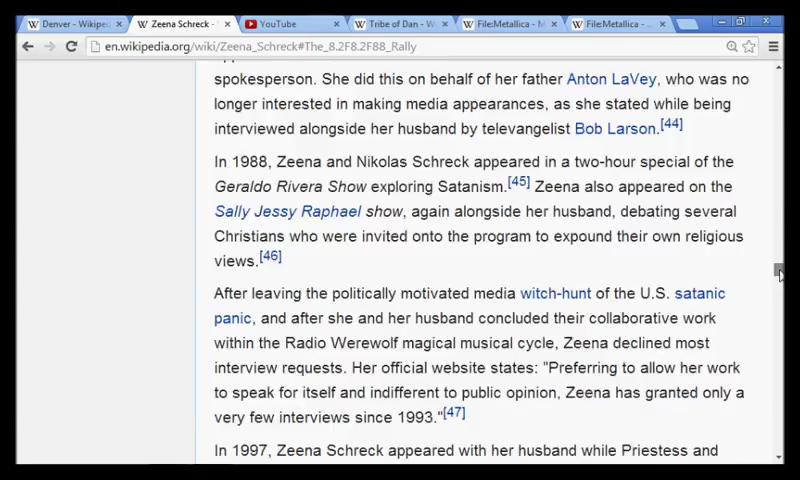 Denver - Wikipe
Zeena Schreck -
YouTube
Tribe of Dan - W
File:Metallica - M
File:Metallica - ...
en.wikipedia.org/wiki/Zeena_Schreck#The_8.2F8.2F88_Rally
spokesperson. She did this on behalf of her father Anton LaVey, who was no
longer interested in making media appearances, as she stated while being
interviewed alongside her husband by televangelist Bob Larson.[44]
In 1988, Zeena and Nikolas Schreck appeared in a two-hour special of the
Geraldo Rivera Show exploring Satanism.[45] Zeena also appeared on the
Sally Jessy Raphael show, again alongside her husband, debating several
Christians who were invited onto the program to expound their own religious
views.[46]
After leaving the politically motivated media witch-hunt of the U.S. satanic
panic, and after she and her husband concluded their collaborative work
within the Radio Werewolf magical musical cycle, Zeena declined most
interview requests. Her official website states: "Preferring to allow her work
to speak for itself and indifferent to public opinion, Zeena has granted only a
very few interviews since 1993."[47]
In 1997, Zeena Schreck appeared with her husband while Priestess and